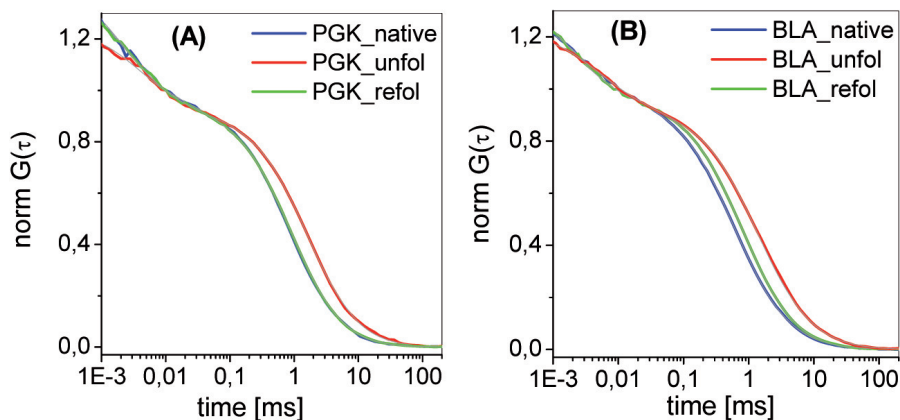 (A)
PGK_native
PGK_unfol
PGK_refol
norm G(τ)
1,2
0,8
0,4
0,0
1E-3 0,01 0,1 1 10 100
time [ms]
(B)
BLA_native
BLA_unfol
BLA_refol
norm G(τ)
1,2
0,8
0,4
0,0
1E-3 0,01 0,1 1 10 100
time [ms]